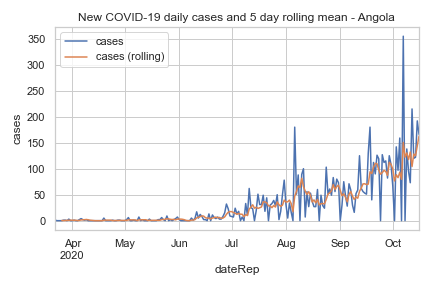 New COVID-19 daily cases and 5 day rolling mean - Angola
cases
cases (rolling)
350
300
250
200
150
100
50
0
cases
Apr May Jun Jul Aug Sep Oct
2020
dateRep